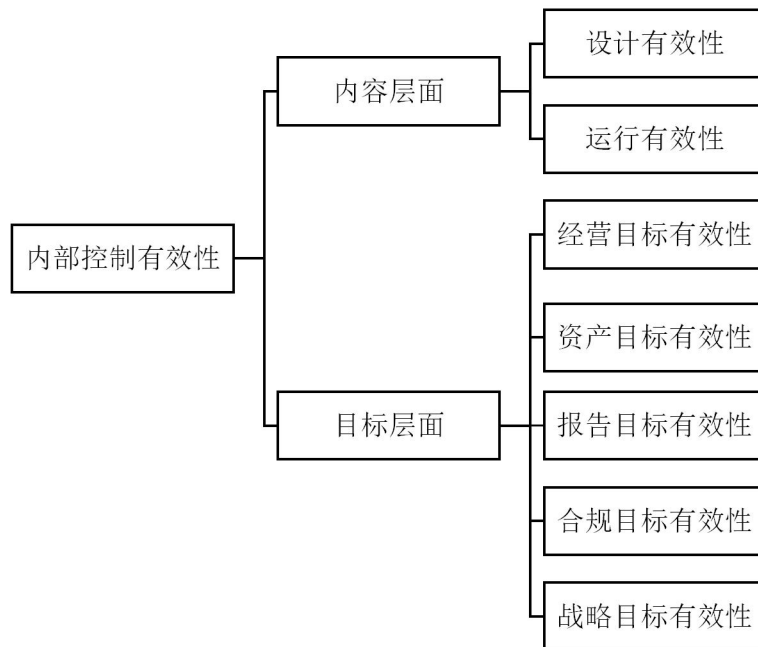 内部控制有效性
内容层面
设计有效性
运行有效性
目标层面
经营目标有效性
资产目标有效性
报告目标有效性
合规目标有效性
战略目标有效性